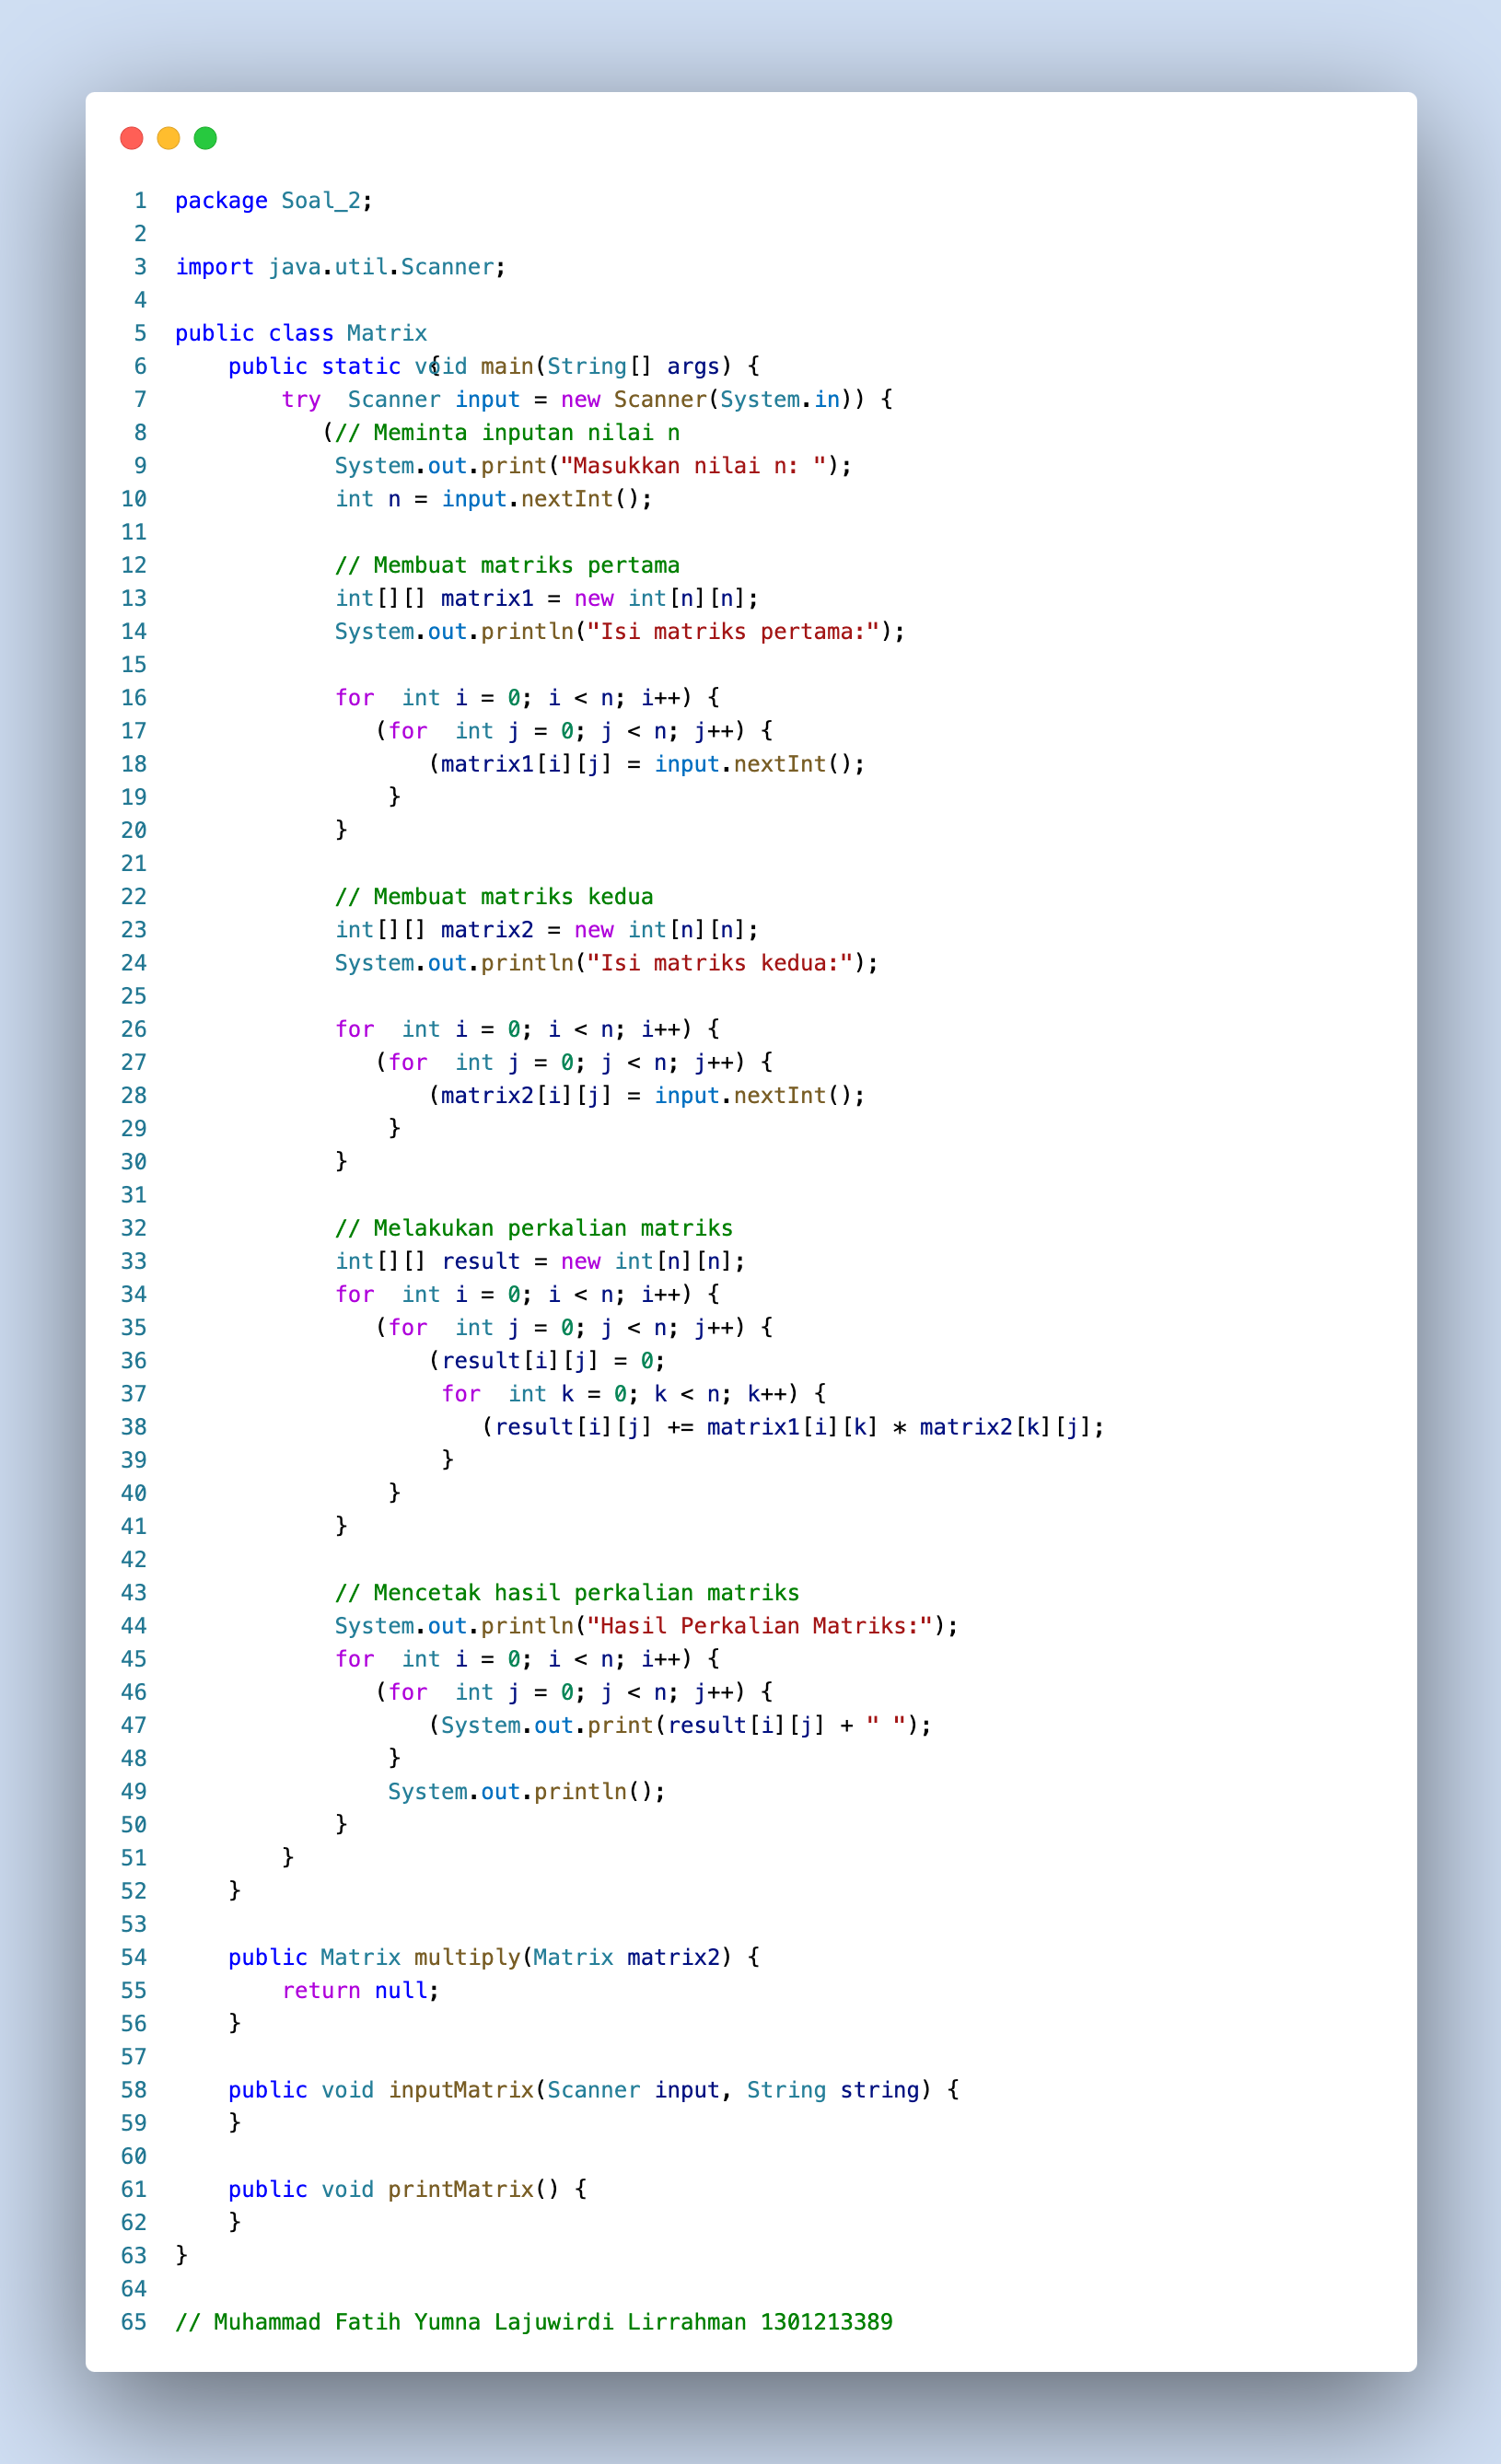 1 package Soal_2;
2
3 import java.util.Scanner;
4
5 public class Matrix
6     public static v{oid main(String[] args) {
7         try  Scanner input = new Scanner(System.in)) {
8            (// Meminta inputan nilai n
9             System.out.print("Masukkan nilai n: ");
10             int n = input.nextInt();
11
12             // Membuat matriks pertama
13             int[][] matrix1 = new int[n][n];
14             System.out.println("Isi matriks pertama:");
15
16             for  int i = 0; i < n; i++) {
17                (for  int j = 0; j < n; j++) {
18                    (matrix1[i][j] = input.nextInt();
19                 }
20             }
21
22             // Membuat matriks kedua
23             int[][] matrix2 = new int[n][n];
24             System.out.println("Isi matriks kedua:");
25
26             for  int i = 0; i < n; i++) {
27                (for  int j = 0; j < n; j++) {
28                    (matrix2[i][j] = input.nextInt();
29                 }
30             }
31
32             // Melakukan perkalian matriks
33             int[][] result = new int[n][n];
34             for  int i = 0; i < n; i++) {
35                (for  int j = 0; j < n; j++) {
36                    (result[i][j] = 0;
37                     for  int k = 0; k < n; k++) {
38                        (result[i][j] += matrix1[i][k] * matrix2[k][j];
39                     }
40                 }
41             }
42
43             // Mencetak hasil perkalian matriks
44             System.out.println("Hasil Perkalian Matriks:");
45             for  int i = 0; i < n; i++) {
46                (for  int j = 0; j < n; j++) {
47                    (System.out.print(result[i][j] + " ");
48                 }
49                 System.out.println();
50             }
51         }
52     }
53
54     public Matrix multiply(Matrix matrix2) {
55         return null;
56     }
57
58     public void inputMatrix(Scanner input, String string) {
59     }
60
61     public void printMatrix() {
62     }
63 }
64
65 // Muhammad Fatih Yumna Lajuwirdi Lirrahman 1301213389